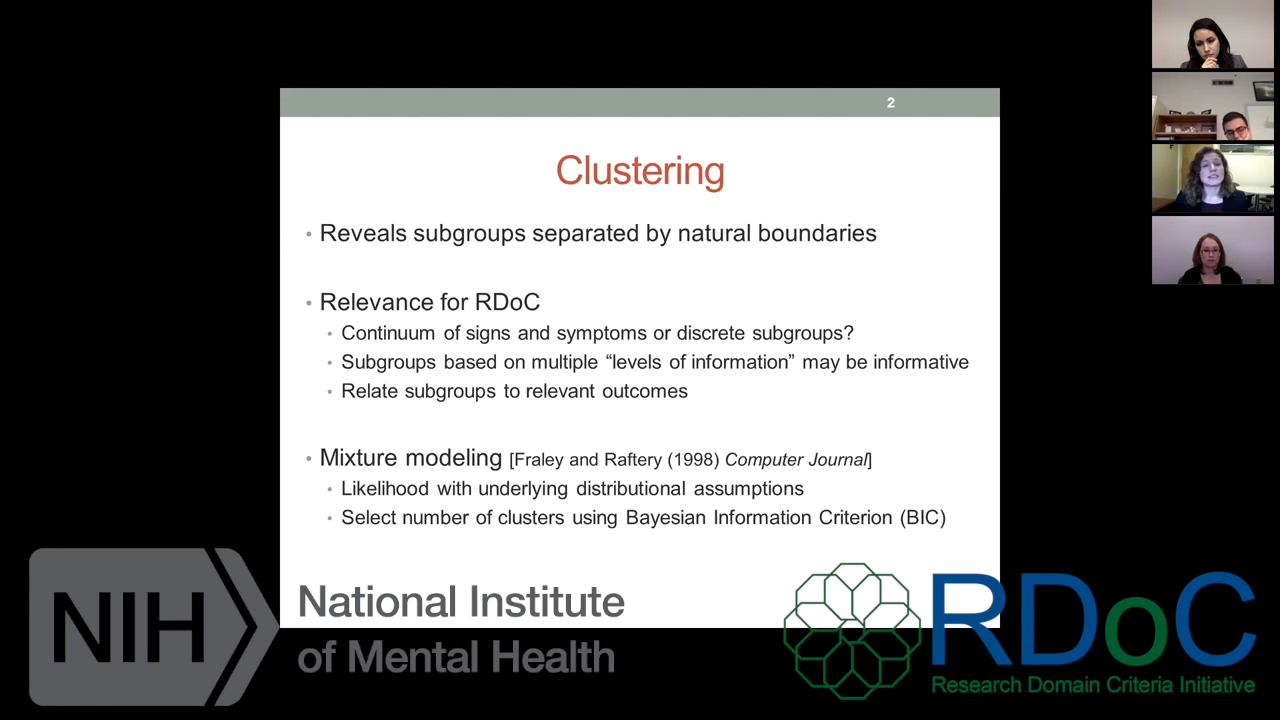 2
Clustering
• Reveals subgroups separated by natural boundaries
• Relevance for RDoC
• Continuum of signs and symptoms or discrete subgroups?
• Subgroups based on multiple “levels of information” may be informative
• Relate subgroups to relevant outcomes
• Mixture modeling [Fraley and Raftery (1998) Computer Journal]
• Likelihood with underlying distributional assumptions
• Select number of clusters using Bayesian Information Criterion (BIC)
NIH
National Institute
of Mental Health
RDoC
Research Domain Criteria Initiative